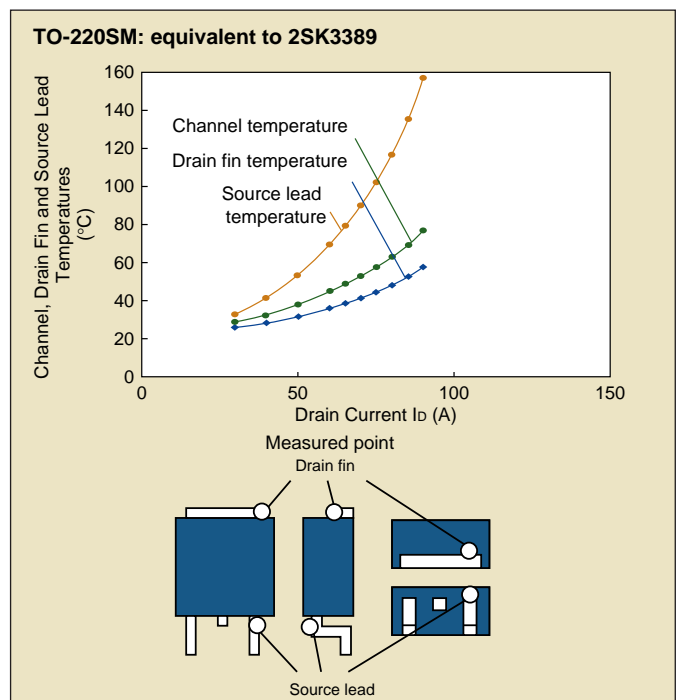 TO-220SM: equivalent to 2SK3389
Channel, Drain Fin and Source Lead
Temperatures
(°C)
160
140
120
100
80
60
40
20
0
Channel temperature
Drain fin temperature
Source lead
temperature
0
50
100
150
Drain Current ID (A)
Measured point
Drain fin
Source lead